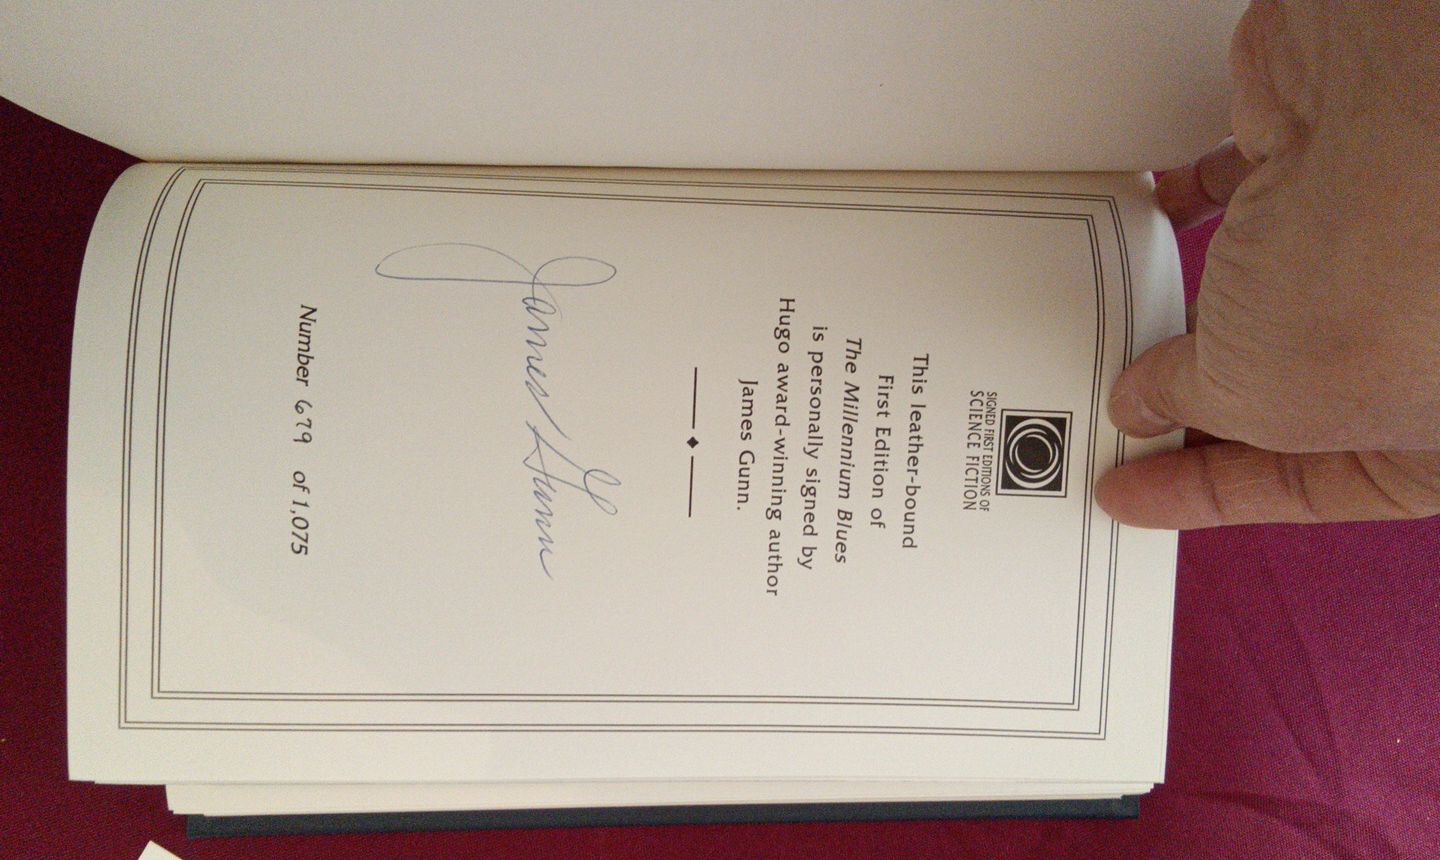 SIGNED FIRST EDITIONS OF
SCIENCE FICTION
This leather-bound
First Edition of
The Millennium Blues
is personally signed by
Hugo award-winning author
James Gunn.
James Gunn
Number 679 of 1,075